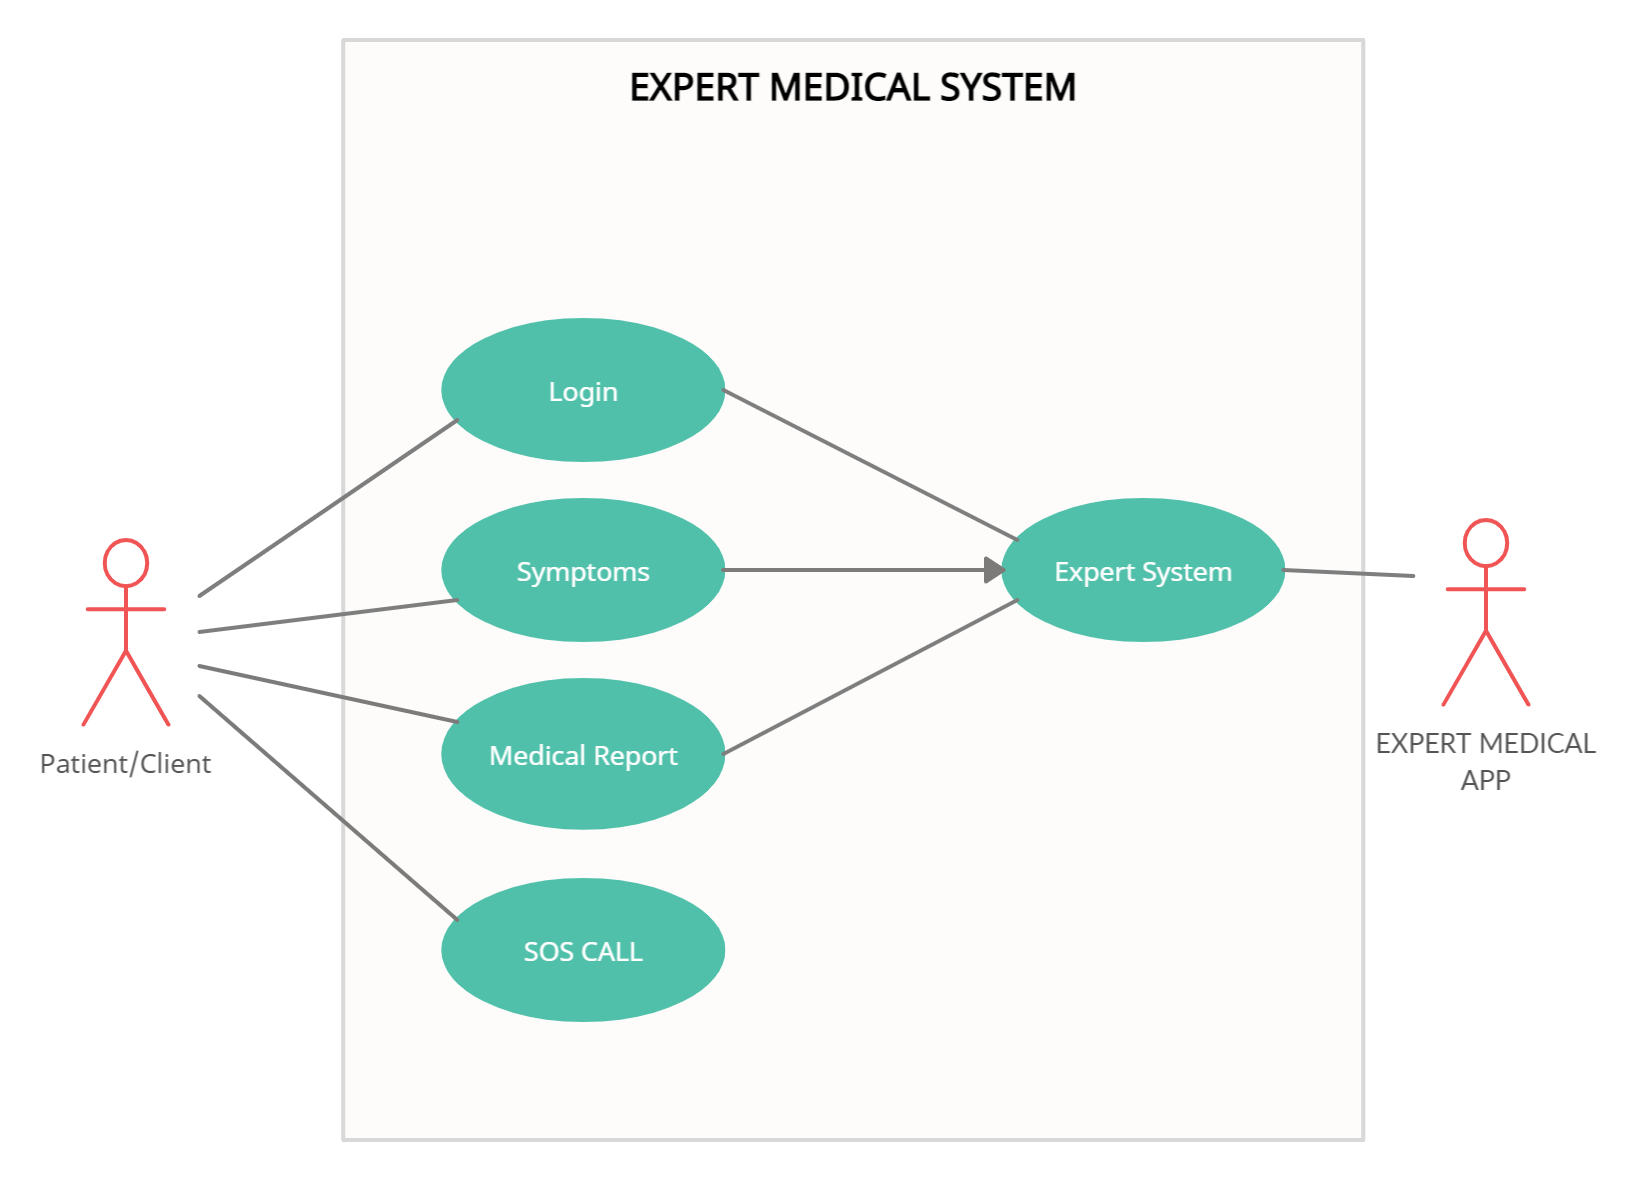 EXPERT MEDICAL SYSTEM
Login
Symptoms
Expert System
Medical Report
SOS CALL
Patient/Client
EXPERT MEDICAL
APP